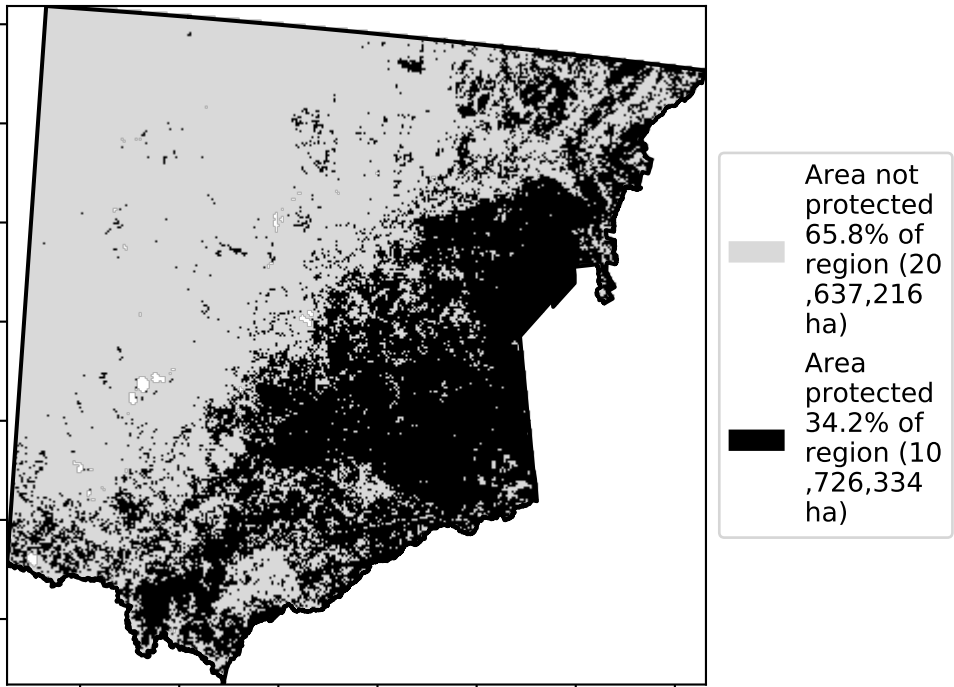 Area not
protected
65.8% of
region (20
,637,216
ha)
Area
protected
34.2% of
region (10
,726,334
ha)